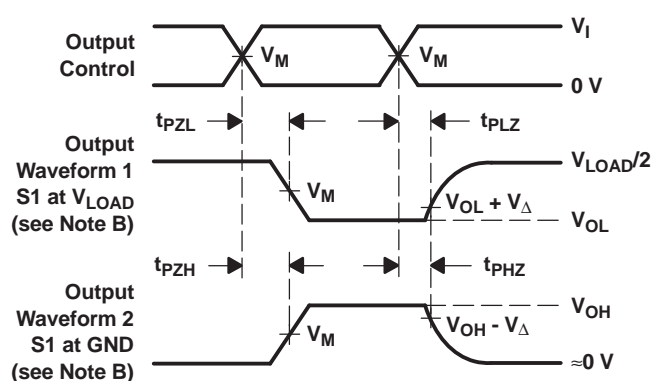 Output
Control
V_I
V_M
V_M
0 V
t_PZL
t_PLZ
Output
Waveform 1
S1 at V_LOAD
(see Note B)
V_LOAD/2
V_M
V_OL + V_Δ
V_OL
t_PZH
t_PHZ
Output
Waveform 2
S1 at GND
(see Note B)
V_OH
V_M
V_OH - V_Δ
≈0 V